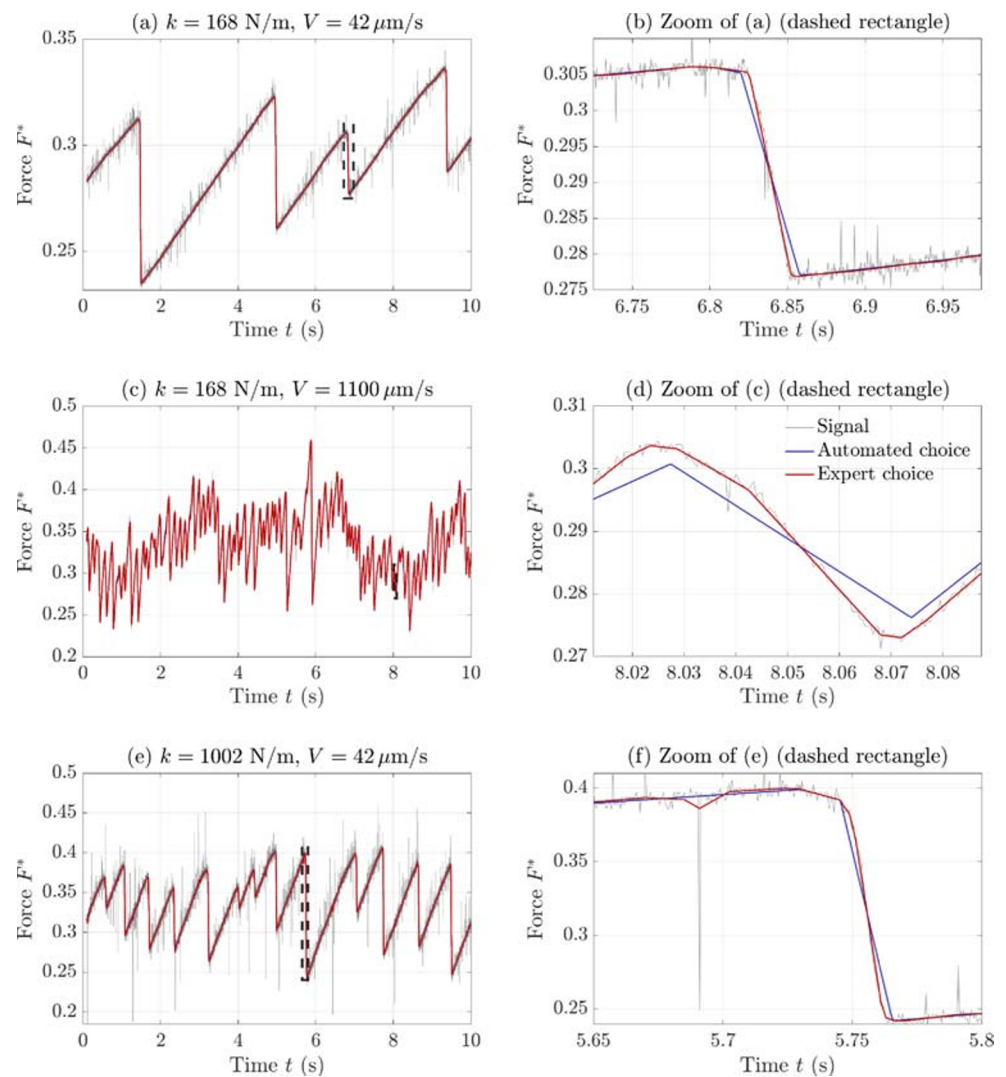 (a) k = 168 N/m, V = 42 μm/s
0.35
0.3
0.25
Force F*
0 2 4 6 8 10
Time t (s)
(b) Zoom of (a) (dashed rectangle)
0.305
0.3
0.295
0.29
0.285
0.28
0.275
Force F*
6.75 6.8 6.85 6.9 6.95
Time t (s)
(c) k = 168 N/m, V = 1100 μm/s
0.5
0.45
0.4
0.35
0.3
0.25
0.2
Force F*
0 2 4 6 8 10
Time t (s)
(d) Zoom of (c) (dashed rectangle)
0.31
0.3
0.29
0.28
0.27
Force F*
Signal
Automated choice
Expert choice
8.02 8.03 8.04 8.05 8.06 8.07 8.08
Time t (s)
(e) k = 1002 N/m, V = 42 μm/s
0.5
0.45
0.4
0.35
0.3
0.25
0.2
Force F*
0 2 4 6 8 10
Time t (s)
(f) Zoom of (e) (dashed rectangle)
0.4
0.35
0.3
0.25
Force F*
5.65 5.7 5.75 5.8
Time t (s)